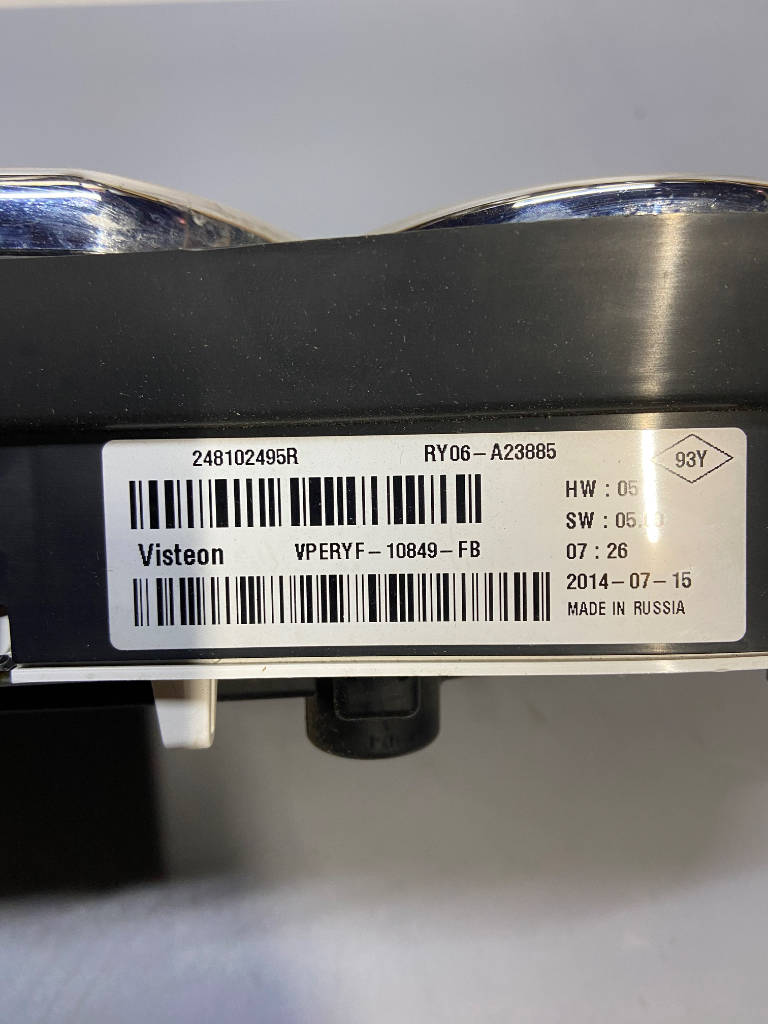 248102495R RY06-A23885
93Y
HW : 05
SW : 05.
Visteon VPERYF-10849-FB
07 : 26
2014-07-15
MADE IN RUSSIA